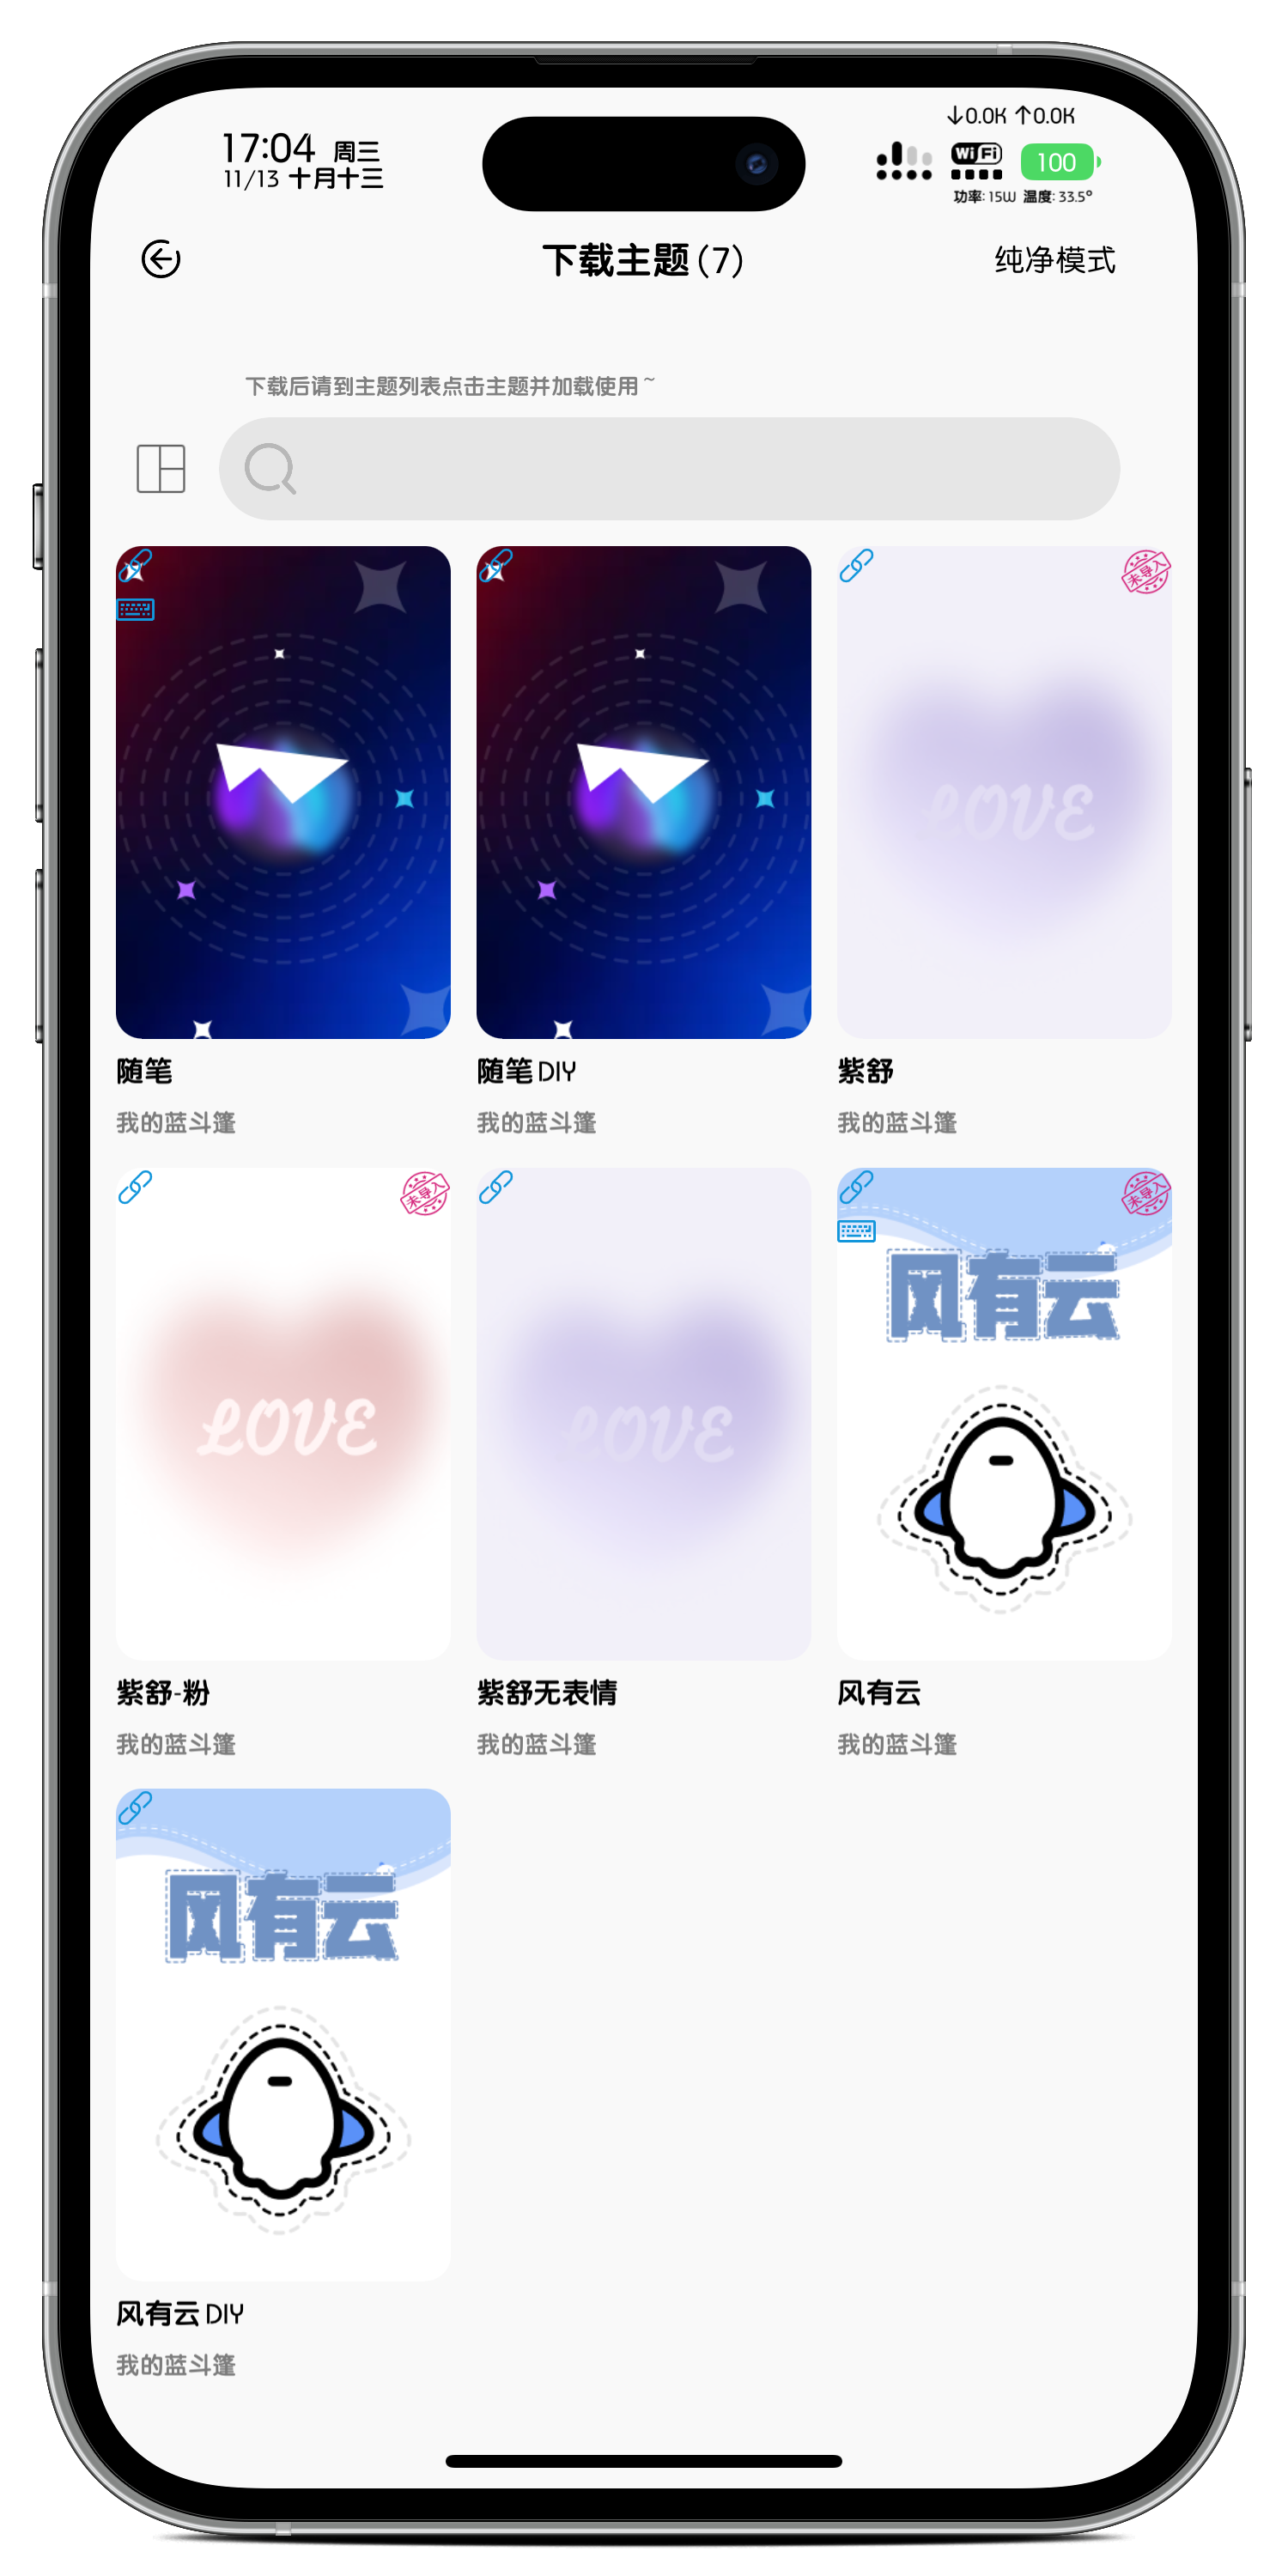 ↓0.0K ↑0.0K
17:04 周三
11/13 十月十三
WiFi
100
功率: 15W 温度: 33.5°
下载主题(7)
纯净模式
下载后请到主题列表点击主题并加载使用~
未导入
LOVE
随笔
随笔DIY
紫舒
我的蓝斗篷
我的蓝斗篷
我的蓝斗篷
未导入
未导入
风有云
LOVE
LOVE
紫舒-粉
紫舒无表情
风有云
我的蓝斗篷
我的蓝斗篷
我的蓝斗篷
风有云
风有云DIY
我的蓝斗篷